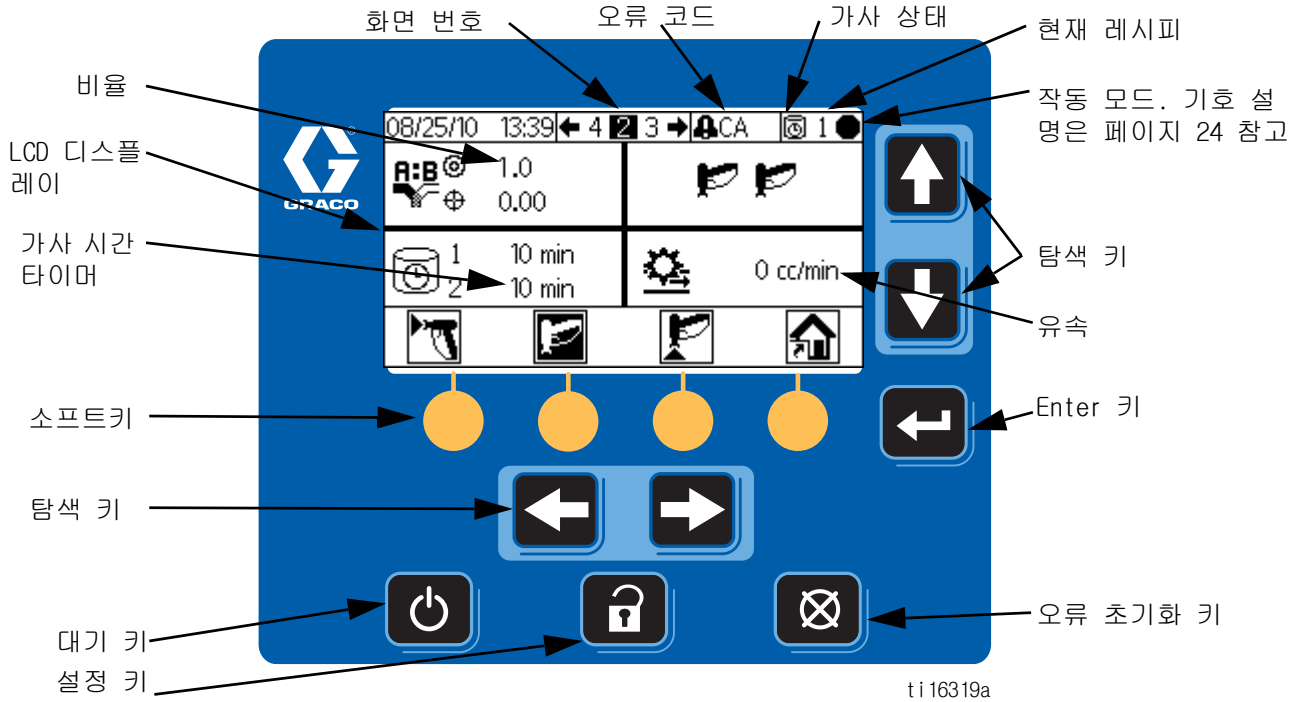 화면 번호
오류 코드
가사 상태
현재 레시피
비율
작동 모드. 기호 설
명은 페이지 24 참고
08/25/10 13:39 4 2 3 CA 1
GRACO
LCD 디스플
레이
A:B 1.0
0.00
가사 시간
타이머
1 10 min
2 10 min
0 cc/min
탐색 키
유속
소프트키
Enter 키
탐색 키
대기 키
설정 키
오류 초기화 키
ti16319a